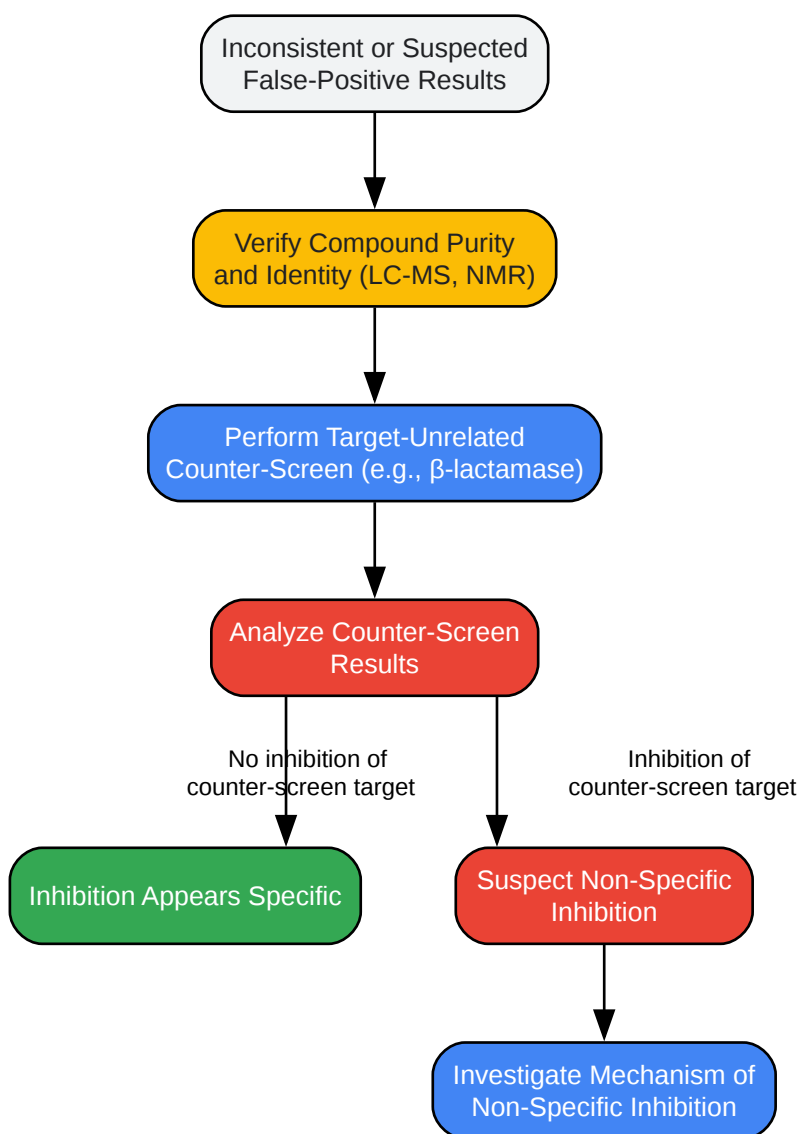 Inconsistent or Suspected
False-Positive Results
Verify Compound Purity
and Identity (LC-MS, NMR)
Perform Target-Unrelated
Counter-Screen (e.g., β-lactamase)
Analyze Counter-Screen
Results
No inhibition of
counter-screen target
Inhibition of
counter-screen target
Inhibition Appears Specific
Suspect Non-Specific
Inhibition
Investigate Mechanism of
Non-Specific Inhibition